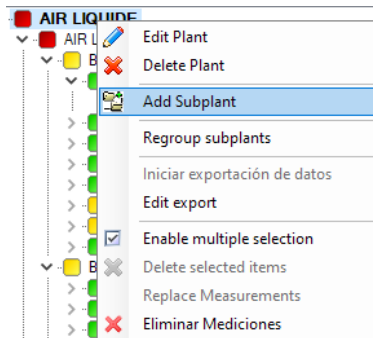 AIR LIQUIDE
AIR L
Edit Plant
B
Delete Plant
Add Subplant
Regroup subplants
Iniciar exportación de datos
Edit export
Enable multiple selection
B
Delete selected items
Replace Measurements
Eliminar Mediciones